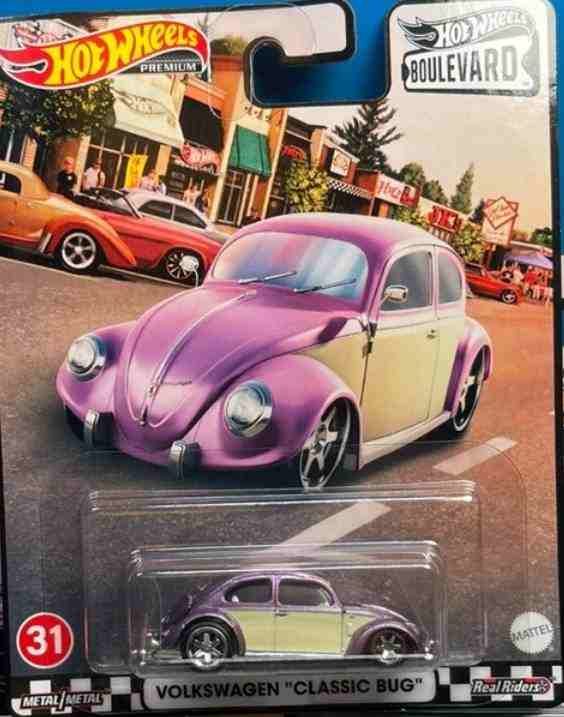 HOT WHEELS
PREMIUM
HOT WHEELS
BOULEVARD
31
MATTEL
METAL/METAL
VOLKSWAGEN "CLASSIC BUG"
Real Riders